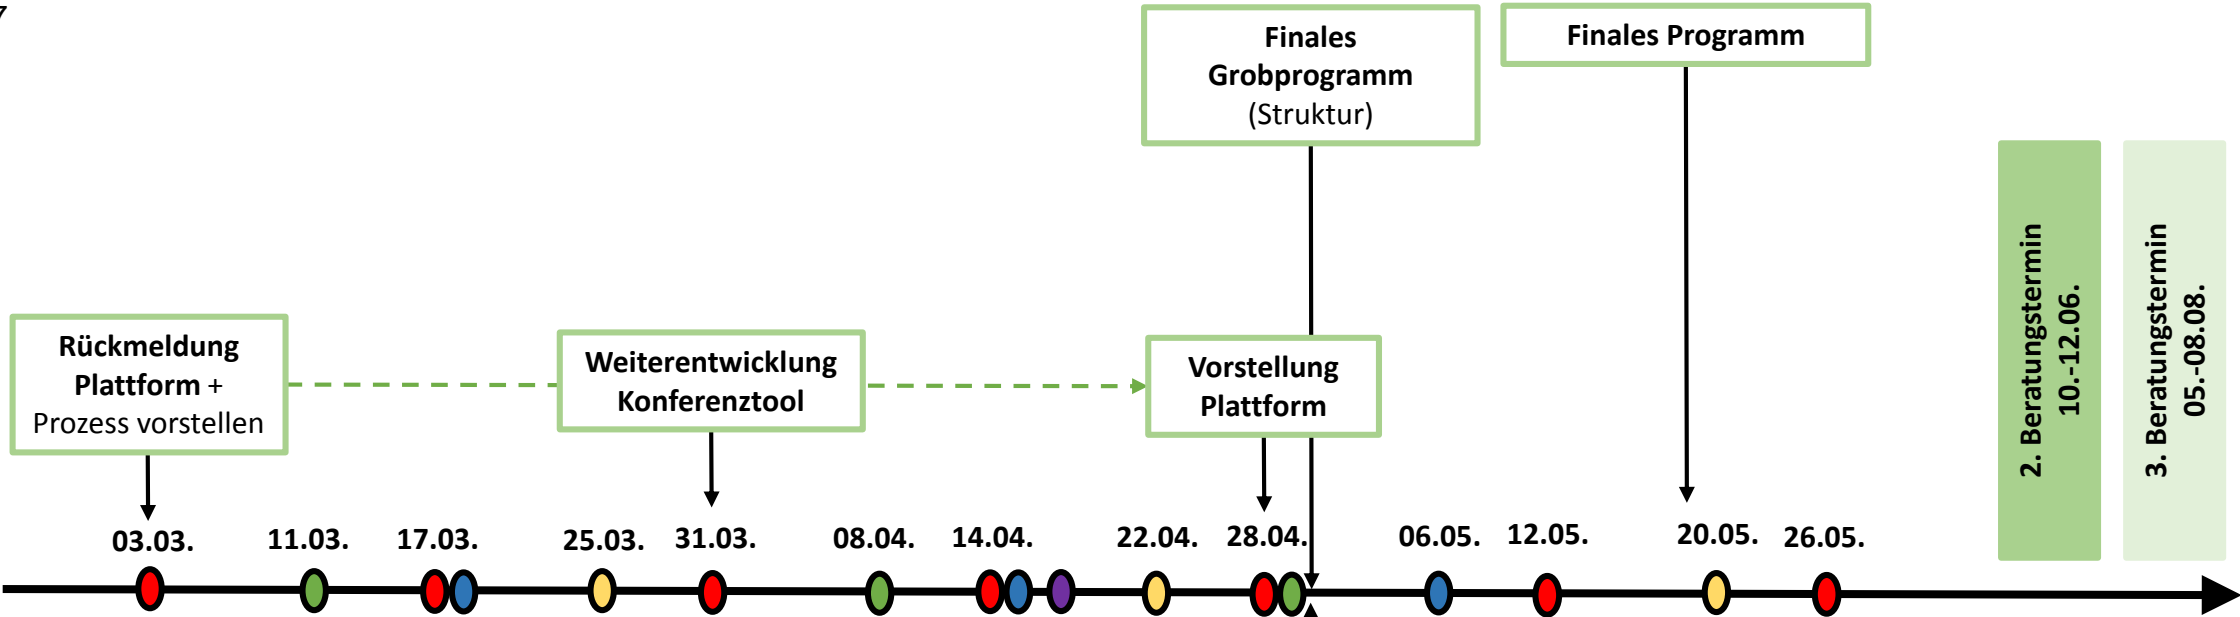 Finales
Grobprogramm
(Struktur)
Finales Programm
Rückmeldung
Plattform +
Prozess vorstellen
Weiterentwicklung
Konferenztool
Vorstellung
Plattform
2. Beratungstermin
10.-12.06.
3. Beratungstermin
05.-08.08.
03.03.
11.03.
17.03.
25.03.
31.03.
08.04.
14.04.
22.04.
28.04.
06.05.
12.05.
20.05.
26.05.